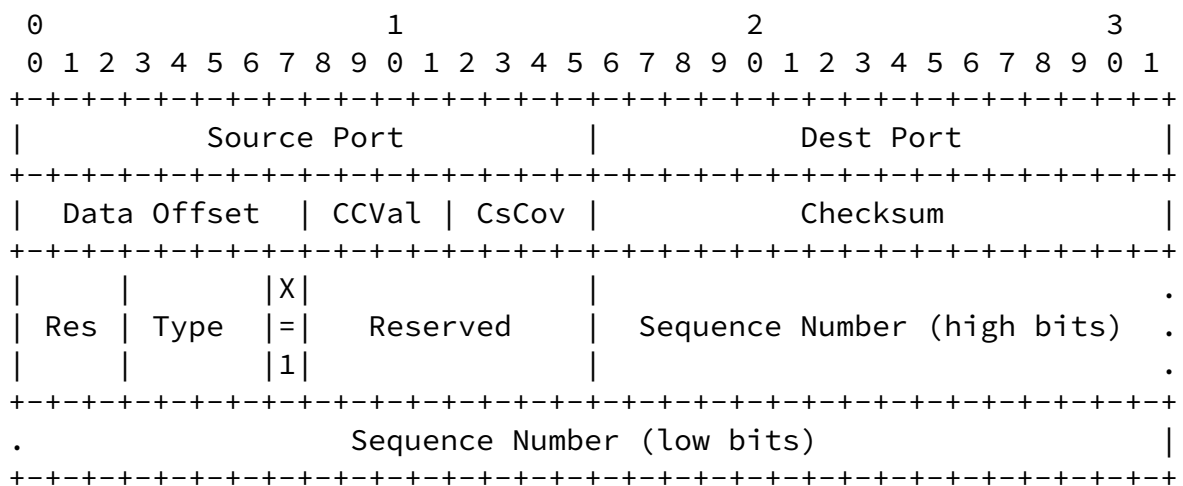 0                   1                   2                   3
 0 1 2 3 4 5 6 7 8 9 0 1 2 3 4 5 6 7 8 9 0 1 2 3 4 5 6 7 8 9 0 1
+-+-+-+-+-+-+-+-+-+-+-+-+-+-+-+-+-+-+-+-+-+-+-+-+-+-+-+-+-+-+-+-+
|          Source Port          |           Dest Port           |
+-+-+-+-+-+-+-+-+-+-+-+-+-+-+-+-+-+-+-+-+-+-+-+-+-+-+-+-+-+-+-+-+
|  Data Offset  | CCVal | CsCov |           Checksum            |
+-+-+-+-+-+-+-+-+-+-+-+-+-+-+-+-+-+-+-+-+-+-+-+-+-+-+-+-+-+-+-+-+
|     |       |X|               |                               .
| Res | Type  |=|   Reserved    |  Sequence Number (high bits)  .
|     |       |1|               |                               .
+-+-+-+-+-+-+-+-+-+-+-+-+-+-+-+-+-+-+-+-+-+-+-+-+-+-+-+-+-+-+-+-+
.                  Sequence Number (low bits)                   |
+-+-+-+-+-+-+-+-+-+-+-+-+-+-+-+-+-+-+-+-+-+-+-+-+-+-+-+-+-+-+-+-+